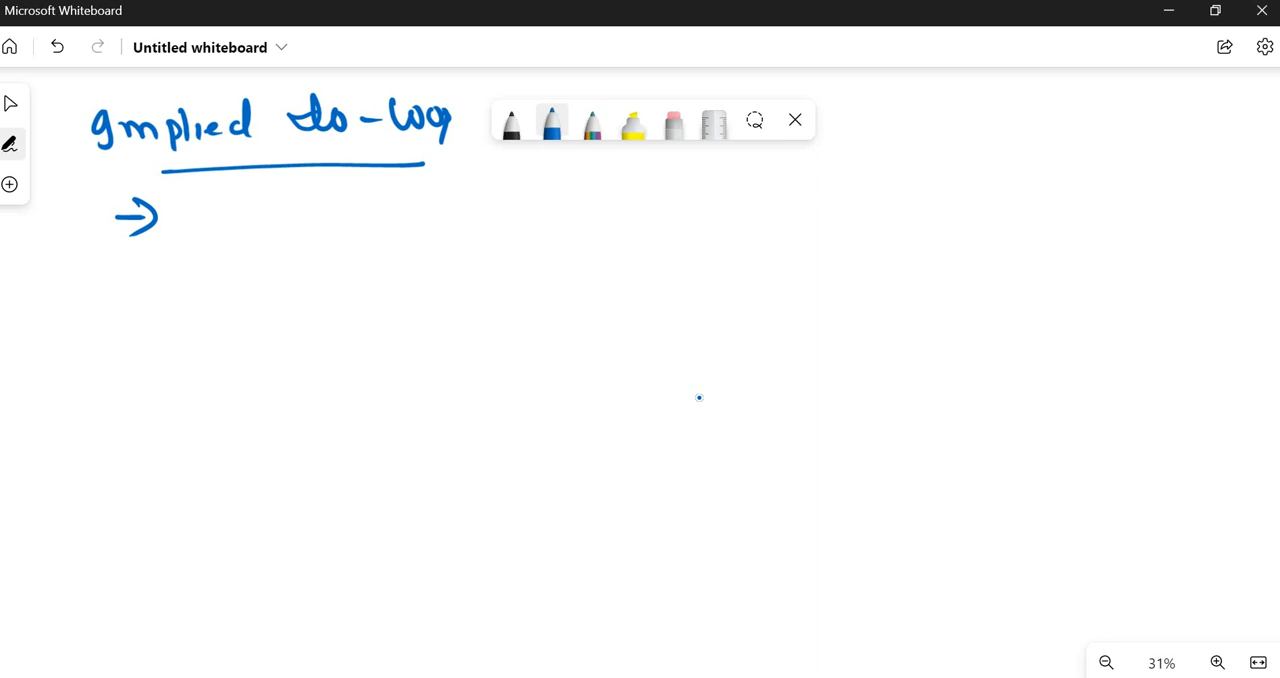 Microsoft Whiteboard
Untitled whiteboard
Implied do-loop
→
31%